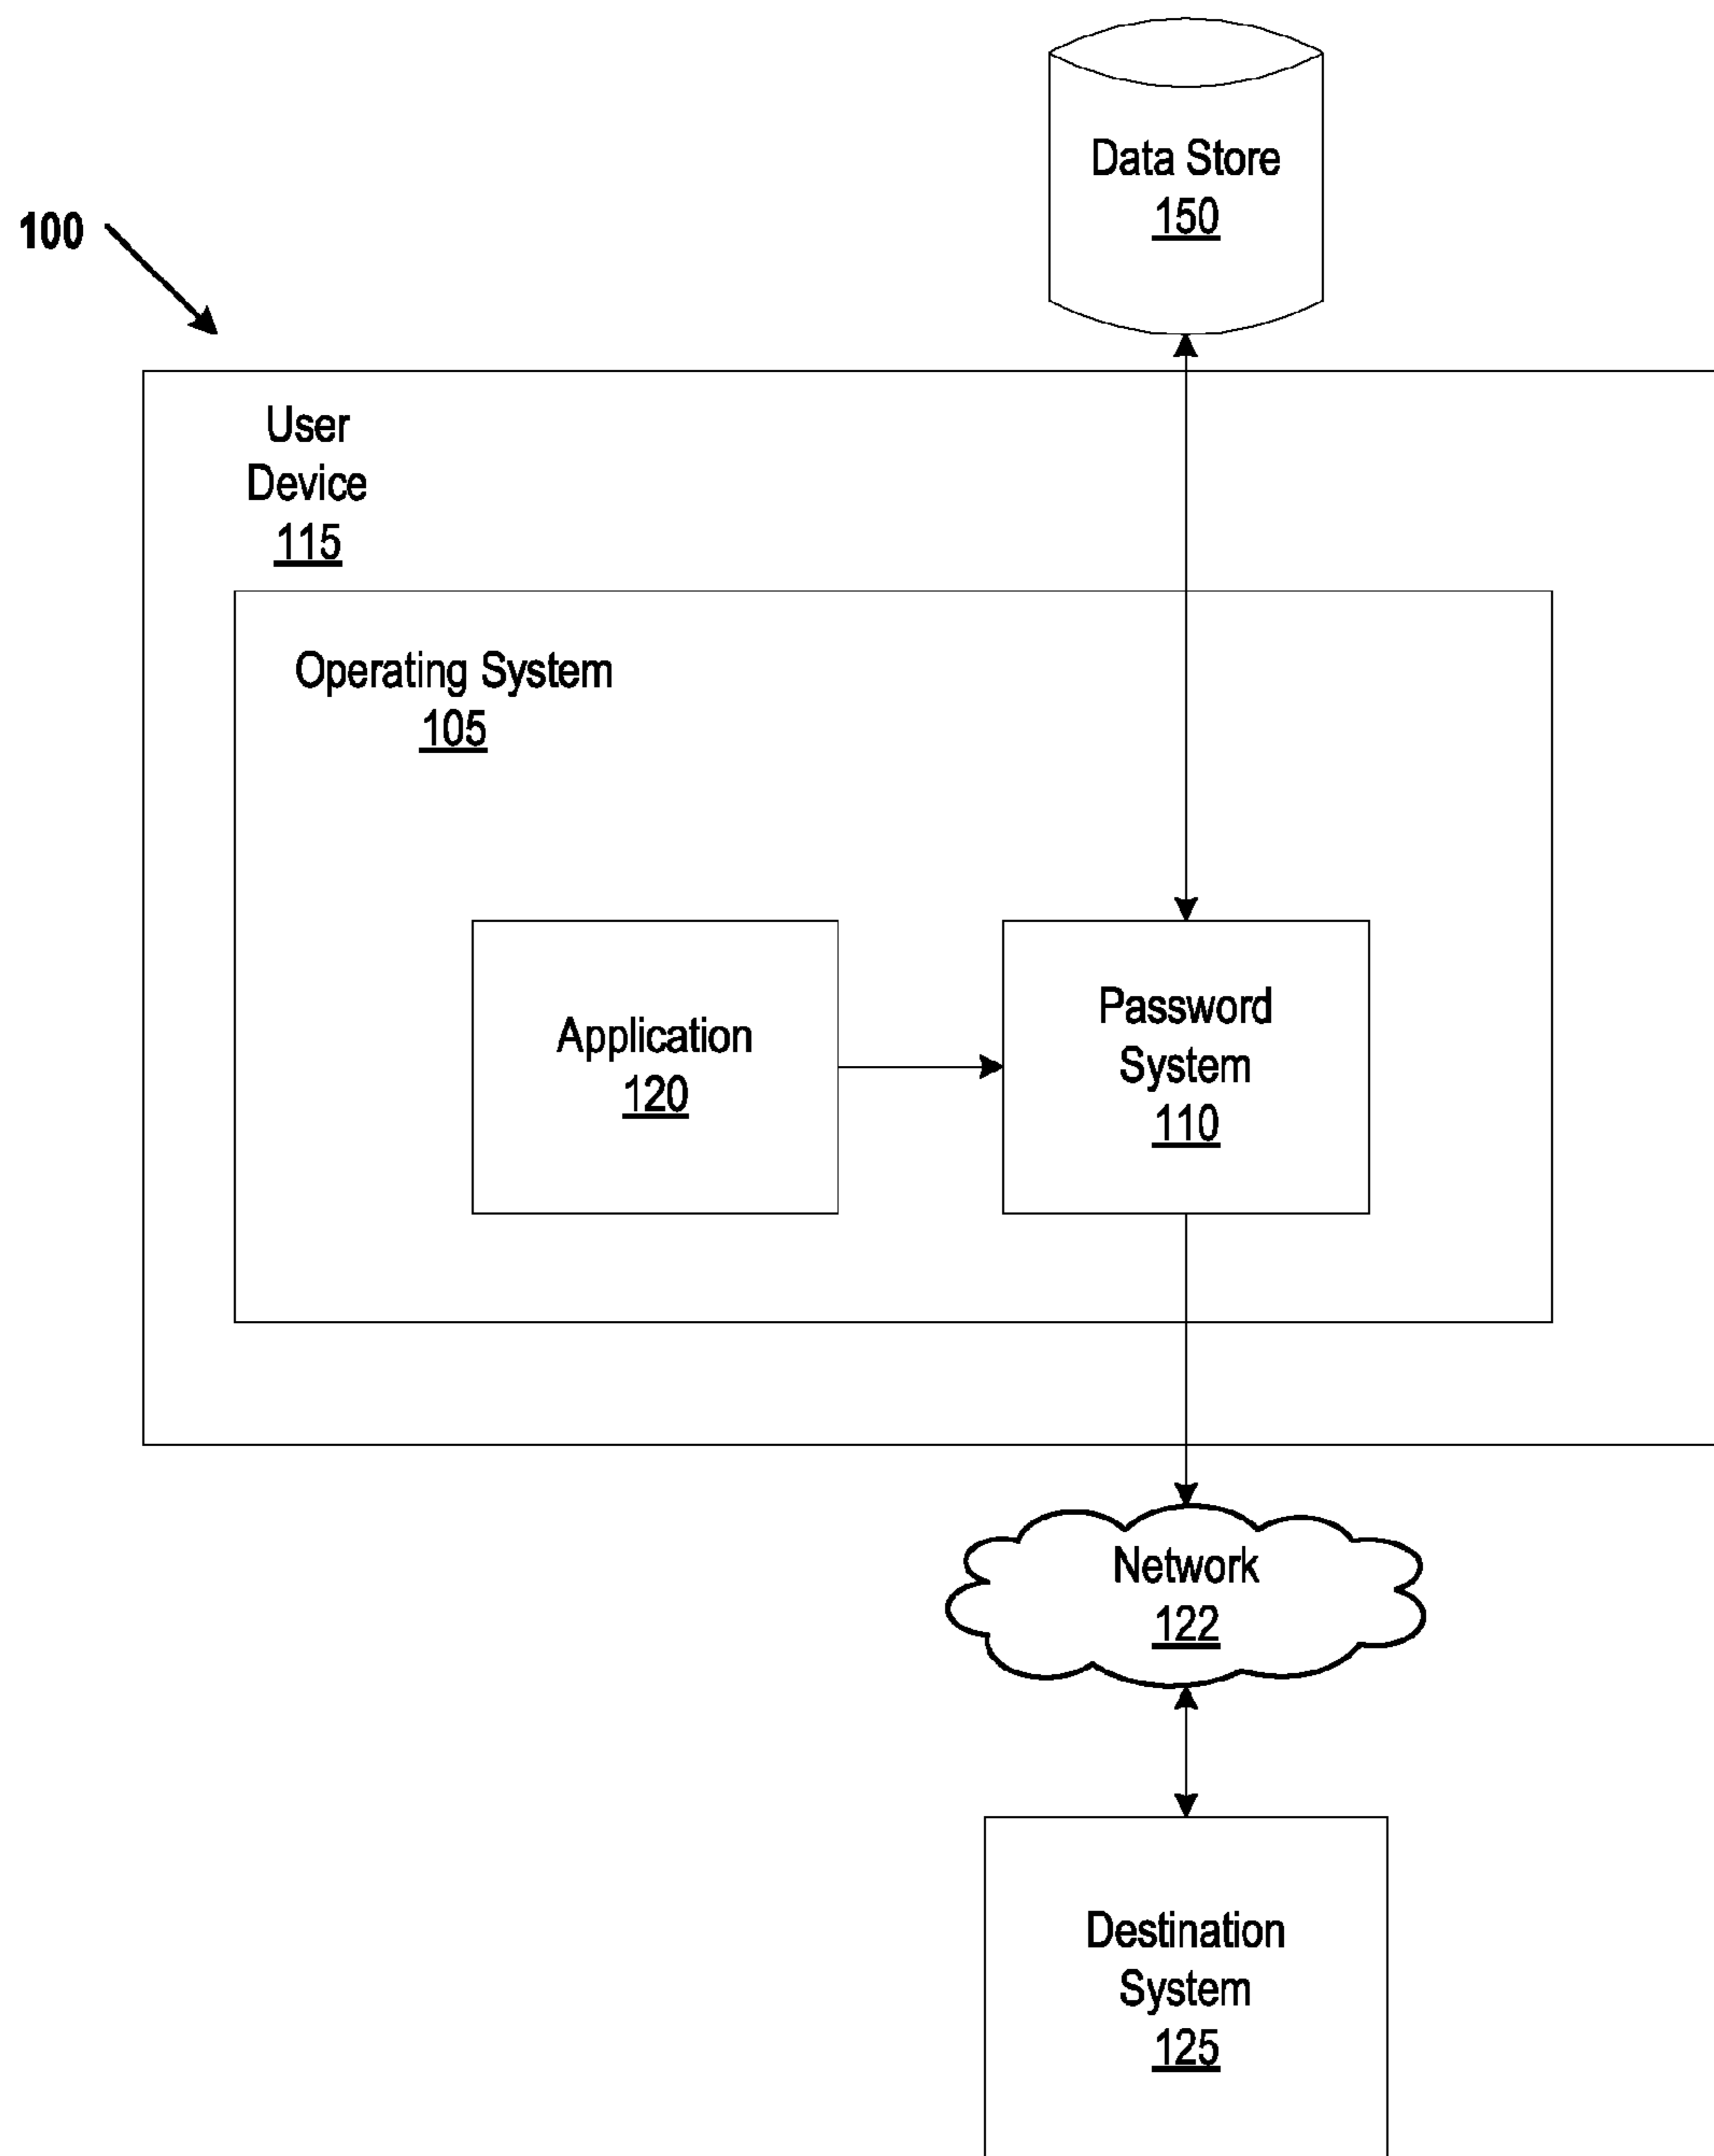 Data Store
150
100
User
Device
115
Operating System
105
Application
120
Password
System
110
Network
122
Destination
System
125